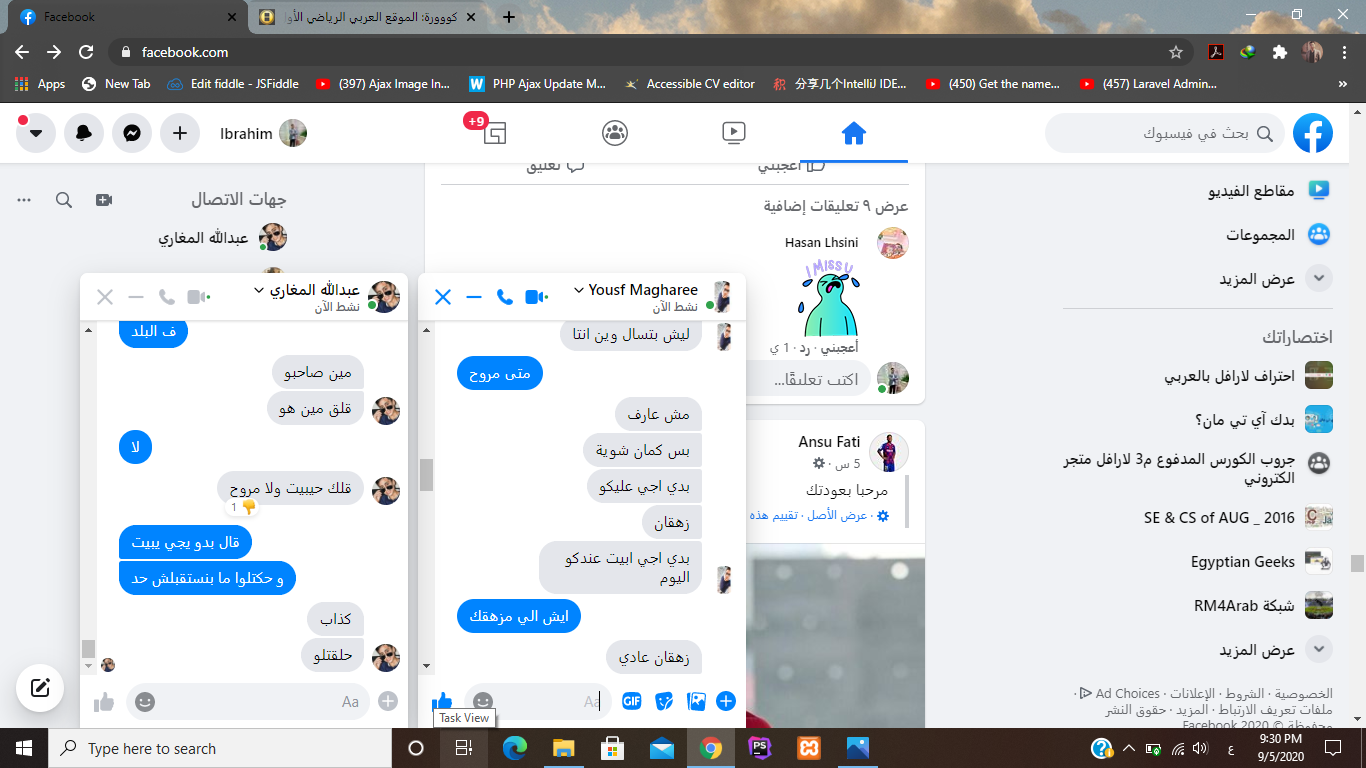 Facebook
كووورة: الموقع العربي الرياضي الأول
facebook.com
Apps
New Tab
Edit fiddle - JSFiddle
(397) Ajax Image In...
PHP Ajax Update M...
Accessible CV editor
分享几个IntelliJ IDE...
(450) Get the name...
(457) Laravel Admin...
»
Ibrahim
+9
بحث في فيسبوك
مقاطع الفيديو
المجموعات
عرض المزيد
اختصاراتك
احتراف لارافل بالعربي
بدك آي تي مان؟
جروب الكورس المدفوع م3 لارافل متجر
الكتروني
SE & CS of AUG _ 2016
Egyptian Geeks
شبكة RM4Arab
عرض المزيد
الخصوصية · الشروط · الإعلانات · Ad Choices ·
ملفات تعريف الارتباط · المزيد · حقوق النشر
محفوظة © Facebook 2020
أعجبني
تعليق
عرض ٩ تعليقات إضافية
Hasan Lhsini
I MISS U
أعجبني · رد · 1 ي
اكتب تعليقًا...
Ansu Fati
5 س ·
مرحبا بعودتك
· عرض الأصل · تقييم هذه
جهات الاتصال
عبدالله المغاري
Yousf Magharee
نشط الآن
ليش بتسال وين انتا
متى مروح
مش عارف
بس كمان شوية
بدي اجي عليكو
زهقان
بدي اجي ابيت عندكو
اليوم
ايش الي مزهقك
زهقان عادي
Aa
GIF
عبدالله المغاري
نشط الآن
ف البلد
مين صاحبو
قلق مين هو
لا
قلك حيبيت ولا مروح
1
قال بدو يجي يبيت
و حكتلوا ما بنستقبلش حد
كذاب
حلقتلو
Aa
Task View
Type here to search
PS
ع
9:30 PM
9/5/2020